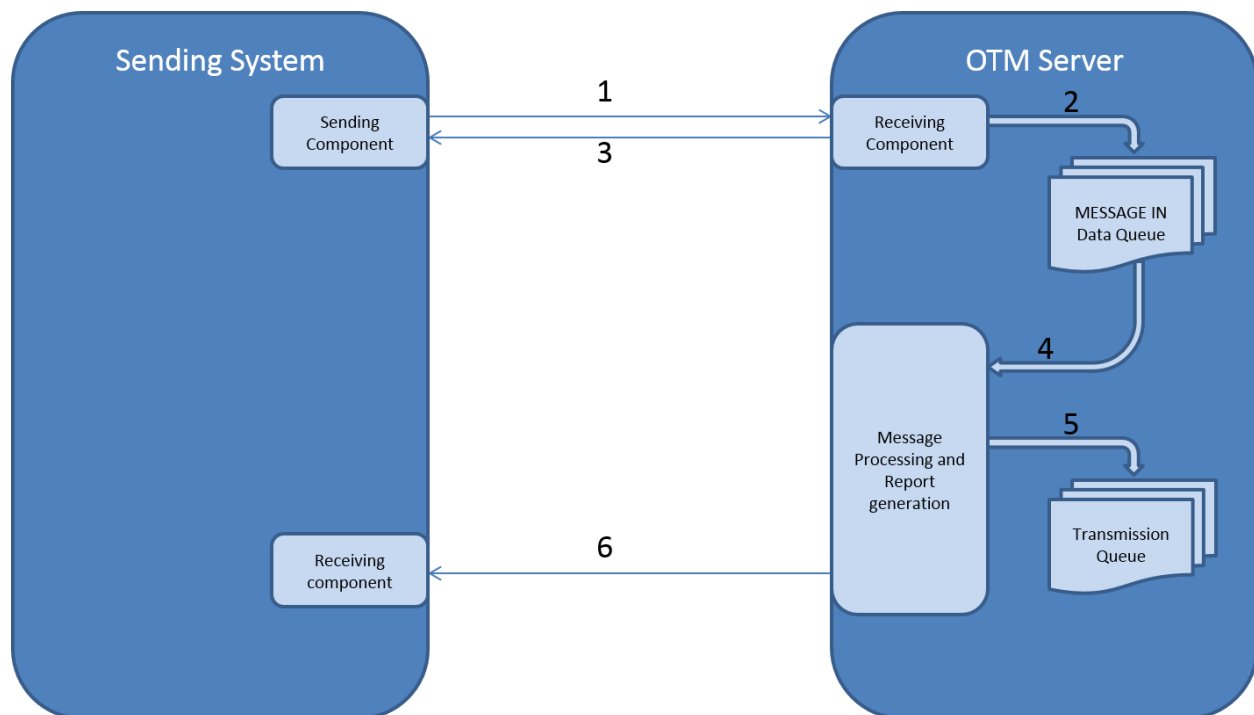 Sending System
OTM Server
1
2
Sending
Component
Receiving
Component
3
MESSAGE IN
Data Queue
4
Message
Processing and
Report
generation
5
Transmission
Queue
6
Receiving
component